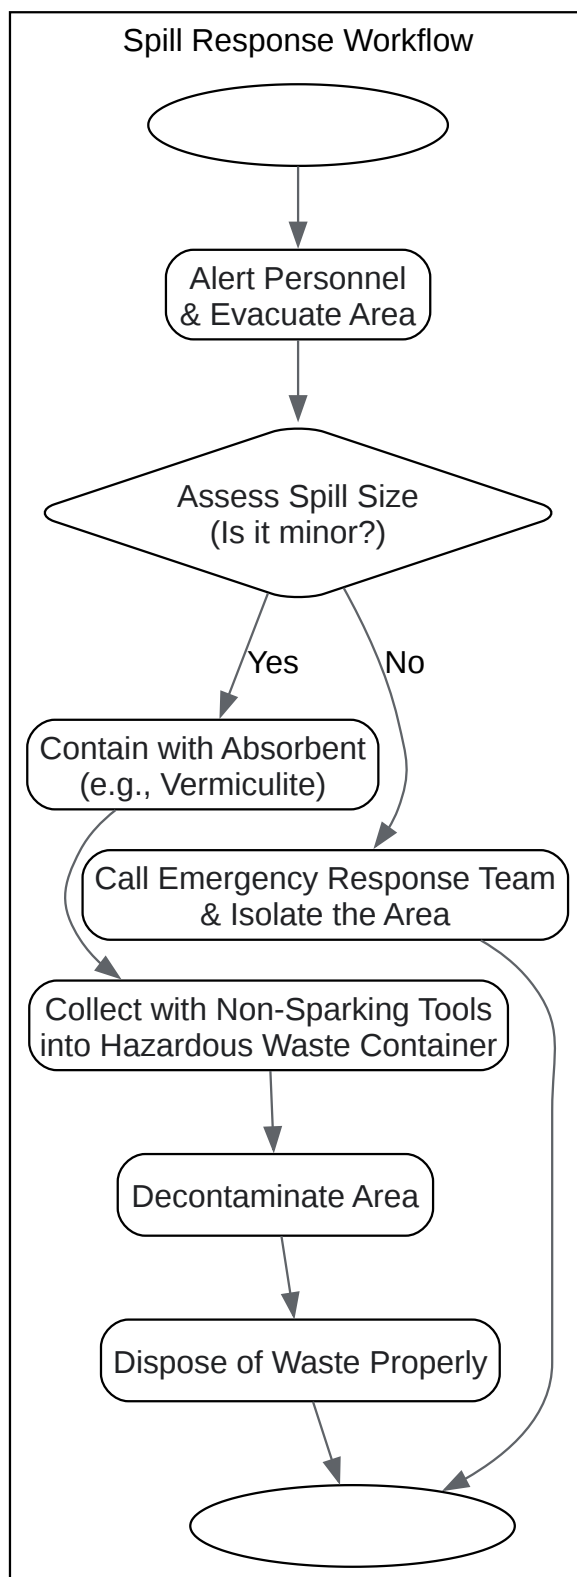 Spill Response Workflow
Alert Personnel
& Evacuate Area
Assess Spill Size
(Is it minor?)
Yes
No
Contain with Absorbent
(e.g., Vermiculite)
Call Emergency Response Team
& Isolate the Area
Collect with Non-Sparking Tools
into Hazardous Waste Container
Decontaminate Area
Dispose of Waste Properly